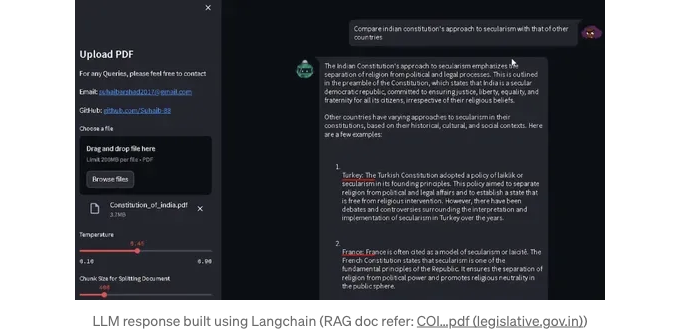 ×
Upload PDF
For any Queries, please feel free to contact
Email: suhaibarshad2017@gmail.com
GitHub: github.com/Suhaib-88
Choose a file
Drag and drop file here
Limit 200MB per file • PDF
Browse files
Constitution_of_india.pdf ×
3.7MB
Temperature
0.10 0.90
Chunk Size for Splitting Document
400
Compare indian constitution's approach to secularism with that of other
countries
The Indian Constitution's approach to secularism emphasizes the
separation of religion from political and legal processes. This is outlined
in the preamble of the Constitution, which states that India is a secular
democratic republic, committed to ensuring justice, liberty, equality, and
fraternity for all its citizens, irrespective of their religious beliefs.
Other countries have varying approaches to secularism in their
constitutions, based on their historical, cultural, and social contexts. Here
are a few examples:
1.
Turkey: The Turkish Constitution adopted a policy of laiklik or
secularism in its founding principles. This policy aimed to separate
religion from political and legal affairs and to establish a state that
is free from religious intervention. However, there have been
debates and controversies surrounding the interpretation and
implementation of secularism in Turkey over the years.
2.
France: France is often cited as a model of secularism or laicité. The
French Constitution states that secularism is one of the
fundamental principles of the Republic. It ensures the separation of
religion from political power and promotes religious neutrality in
the public sphere.
LLM response built using Langchain (RAG doc refer: COI...pdf (legislative.gov.in))